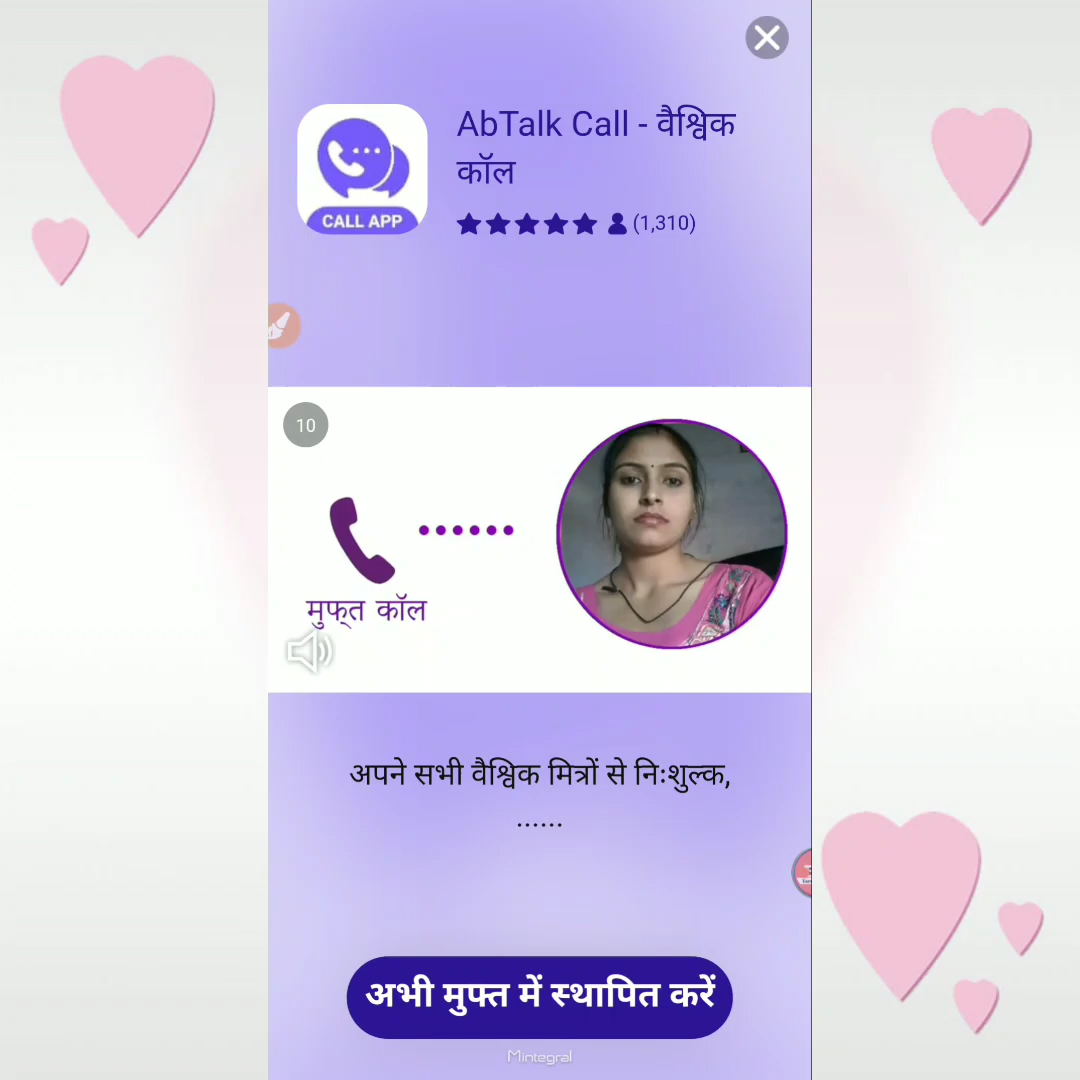 AbTalk Call - वैश्विक
कॉल
CALL APP
(1,310)
10
मुफ्त कॉल
अपने सभी वैश्विक मित्रों से निःशुल्क,
......
अभी मुफ्त में स्थापित करें
Mintegral